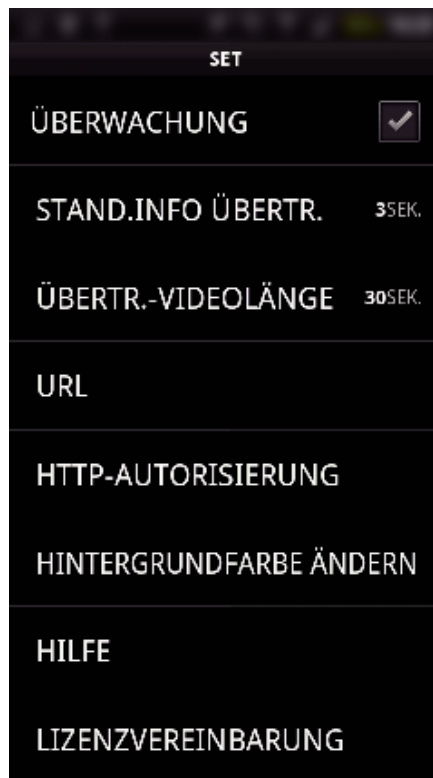 SET
ÜBERWACHUNG
STAND.INFO ÜBERTR. 3SEK.
ÜBERTR.-VIDEOLÄNGE 30SEK.
URL
HTTP-AUTORISIERUNG
HINTERGRUNDFARBE ÄNDERN
HILFE
LIZENZVEREINBARUNG